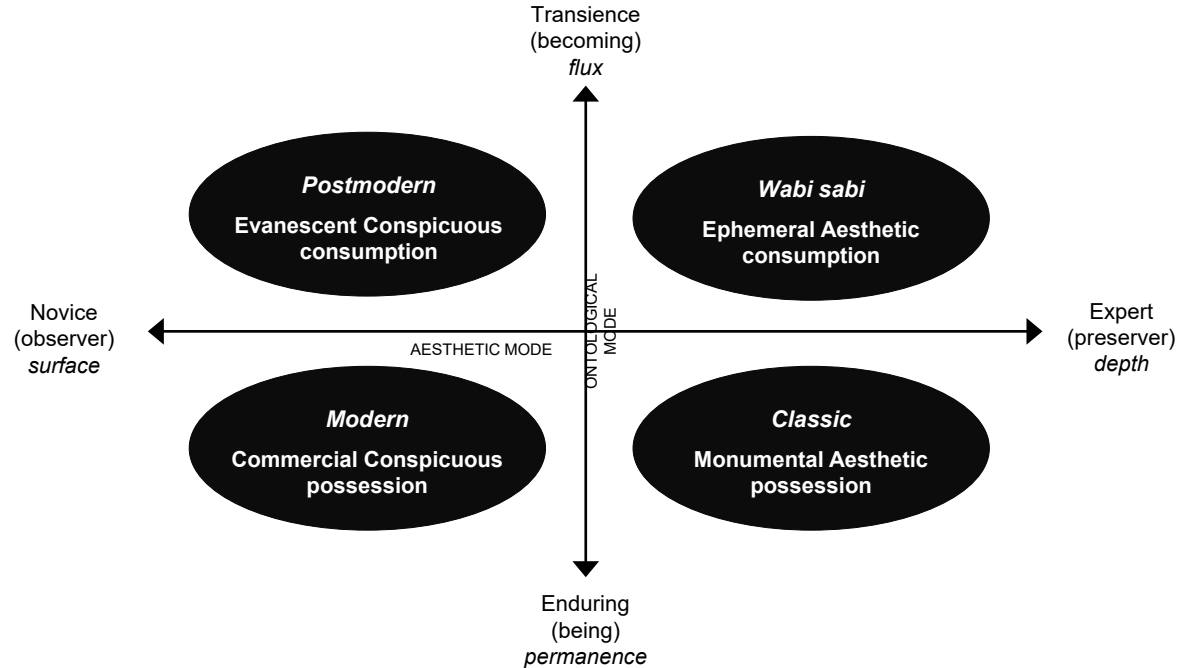 Transience
(becoming)
flux
Postmodern
Evanescent Conspicuous
consumption
Wabi sabi
Ephemeral Aesthetic
consumption
Novice
(observer)
surface
AESTHETIC MODE
ONTOLOGICAL
MODE
Expert
(preserver)
depth
Modern
Commercial Conspicuous
possession
Classic
Monumental Aesthetic
possession
Enduring
(being)
permanence